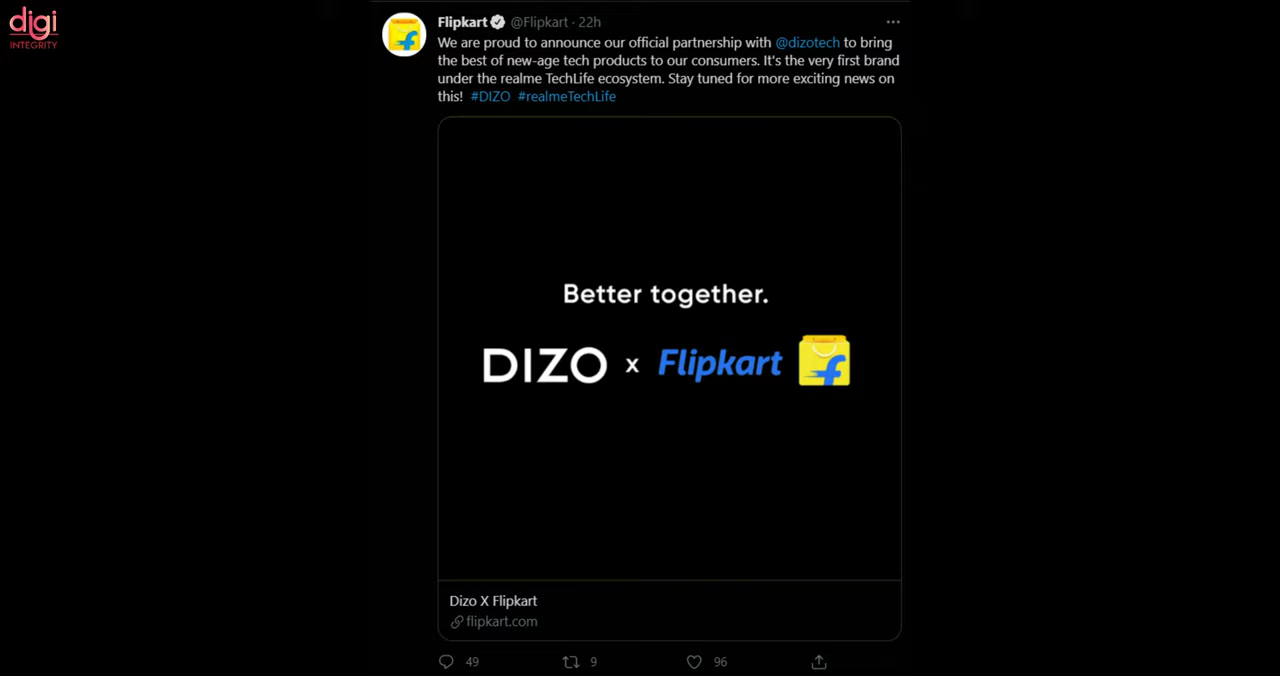 digi
INTEGRITY
Flipkart @Flipkart · 22h
We are proud to announce our official partnership with @dizotech to bring
the best of new-age tech products to our consumers. It's the very first brand
under the realme TechLife ecosystem. Stay tuned for more exciting news on
this! #DIZO #realmeTechLife
Better together.
DIZO x Flipkart
Dizo X Flipkart
flipkart.com
49 9 96